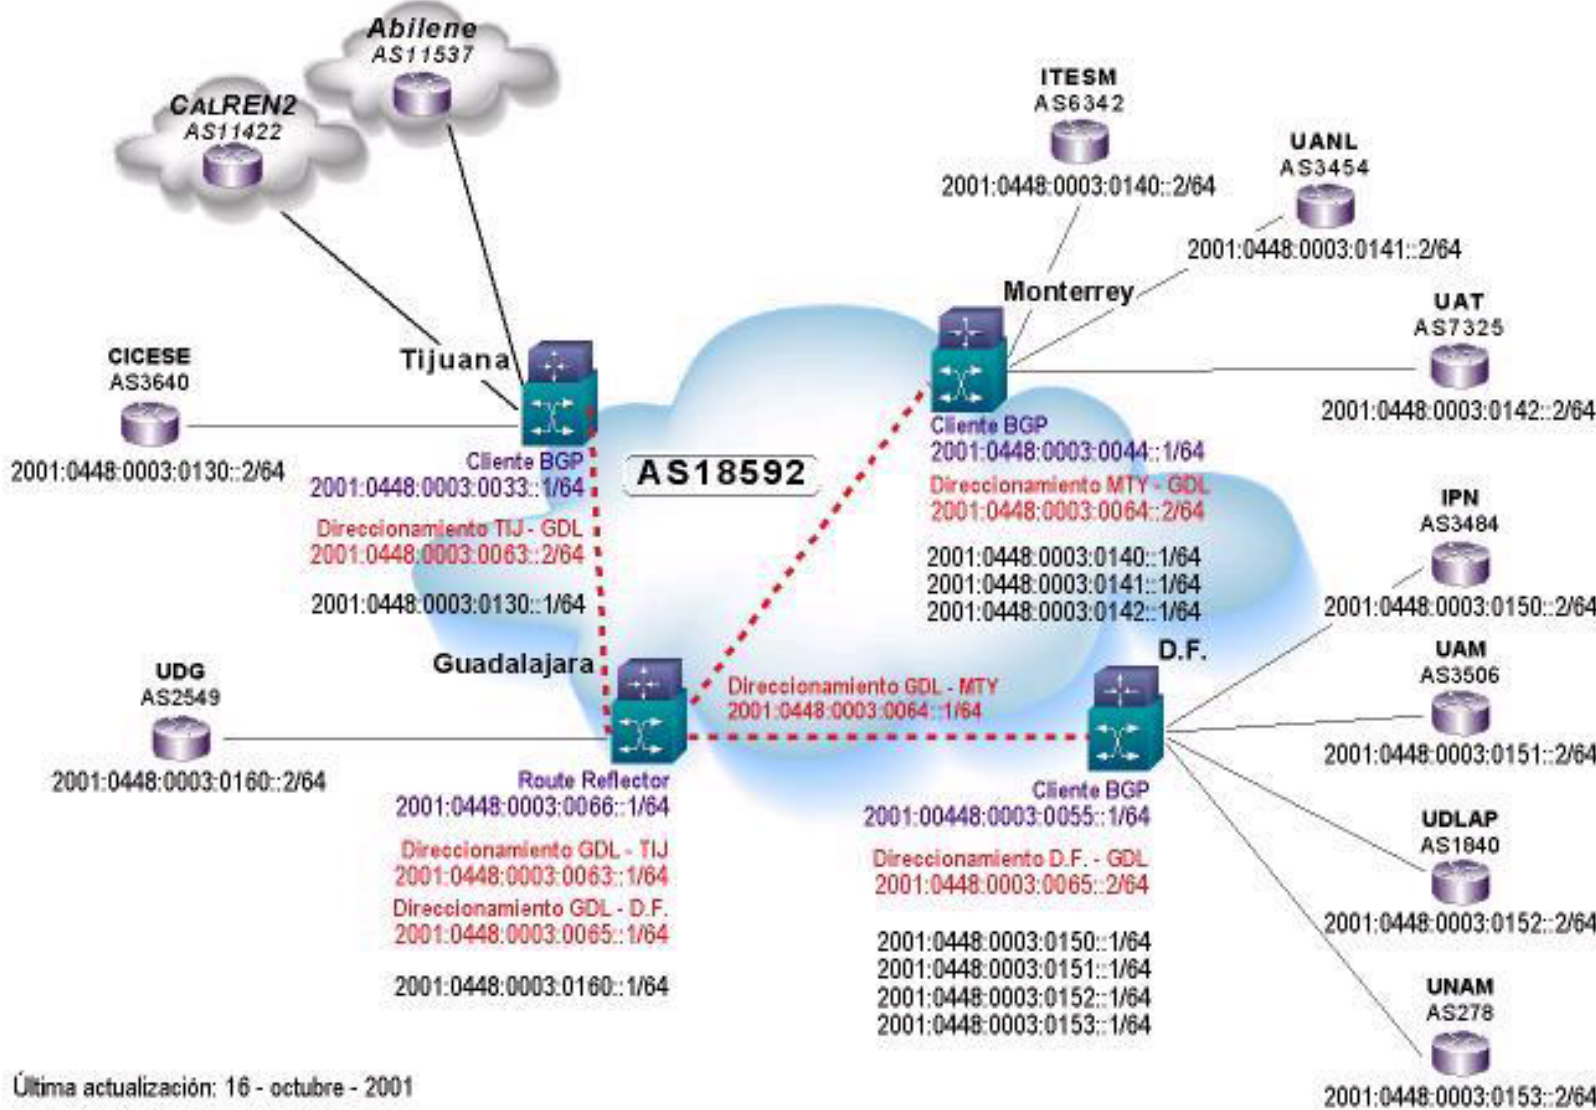 Abilene
AS11537
CALREN2
AS11422
ITESM
AS6342
2001:0448:0003:0140::2/64
UANL
AS3454
2001:0448:0003:0141::2/64
Monterrey
UAT
AS7325
2001:0448:0003:0142::2/64
CICESE
AS3640
2001:0448:0003:0130::2/64
Tijuana
Cliente BGP
2001:0448:0003:0033::1/64
Direccionamiento TIJ - GDL
2001:0448:0003:0063::2/64
2001:0448:0003:0130::1/64
AS18592
Cliente BGP
2001:0448:0003:0044::1/64
Direccionamiento MTY - GDL
2001:0448:0003:0064::2/64
2001:0448:0003:0140::1/64
2001:0448:0003:0141::1/64
2001:0448:0003:0142::1/64
IPN
AS3484
2001:0448:0003:0150::2/64
D.F.
UAM
AS3506
2001:0448:0003:0151::2/64
Guadalajara
UDG
AS2549
2001:0448:0003:0160::2/64
Direccionamiento GDL - MTY
2001:0448:0003:0064::1/64
Route Reflector
2001:0448:0003:0066::1/64
Direccionamiento GDL - TIJ
2001:0448:0003:0063::1/64
Direccionamiento GDL - D.F.
2001:0448:0003:0065::1/64
2001:0448:0003:0160::1/64
Cliente BGP
2001:00448:0003:0055::1/64
Direccionamiento D.F. - GDL
2001:0448:0003:0065::2/64
2001:0448:0003:0150::1/64
2001:0448:0003:0151::1/64
2001:0448:0003:0152::1/64
2001:0448:0003:0153::1/64
UDLAP
AS1840
2001:0448:0003:0152::2/64
UNAM
AS278
2001:0448:0003:0153::2/64
Última actualización: 16 - octubre - 2001